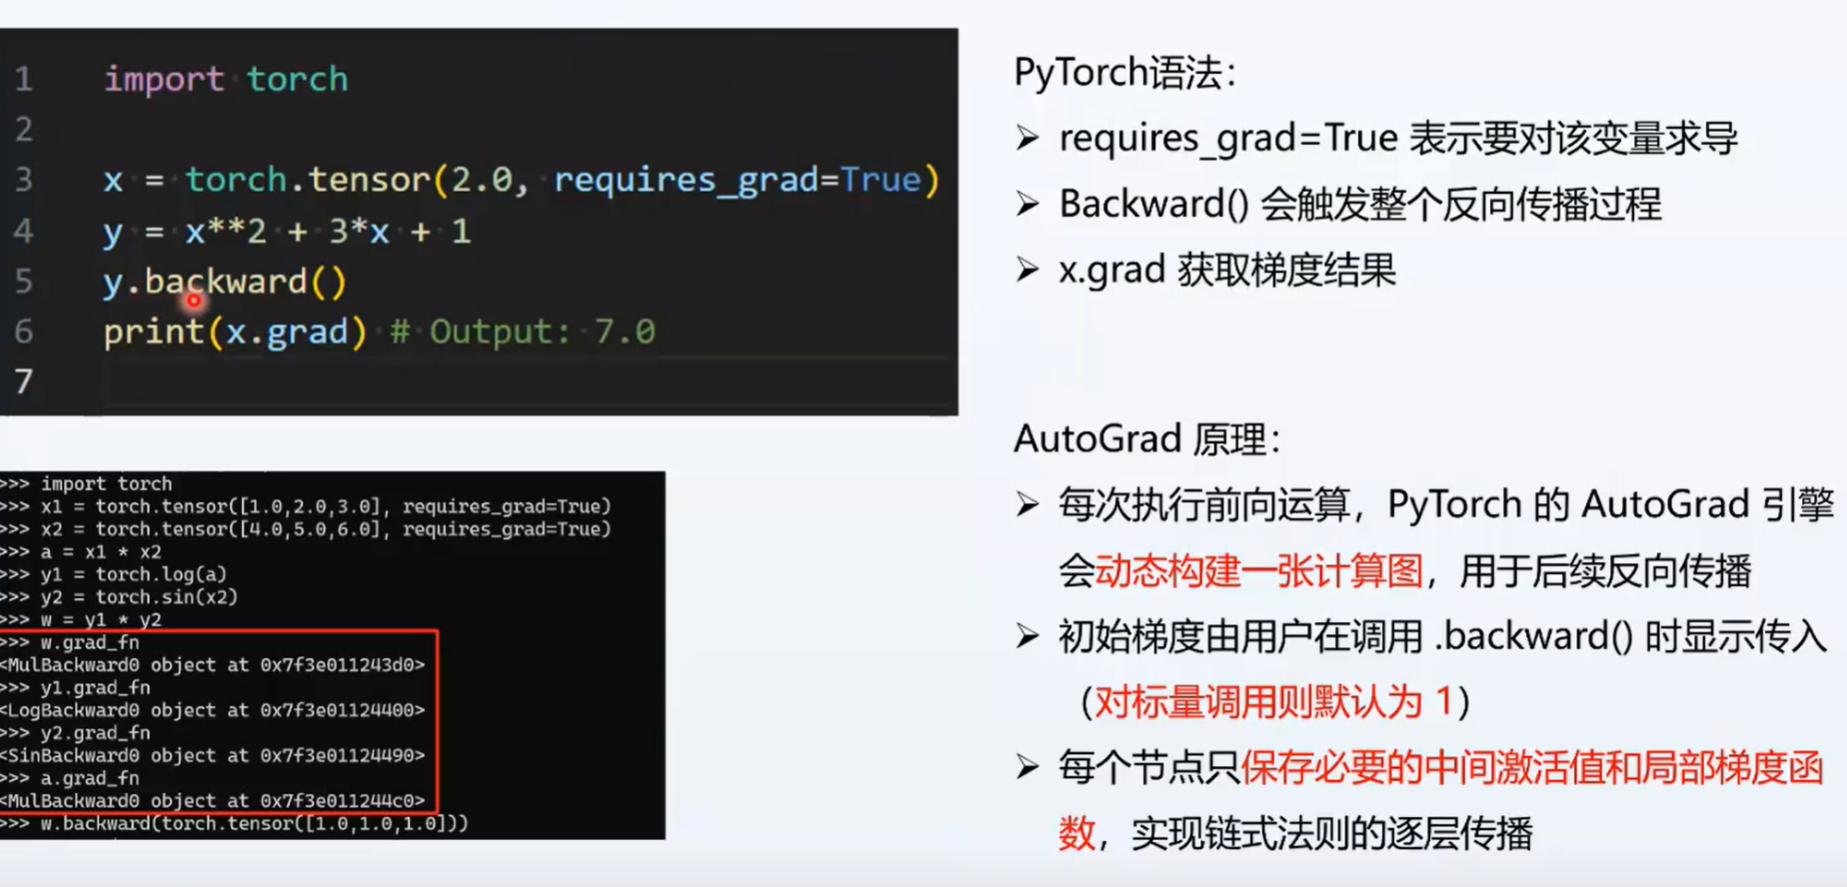 1 import torch
2
3 x = torch.tensor(2.0, requires_grad=True)
4 y = x**2 + 3*x + 1
5 y.backward()
6 print(x.grad) # Output: 7.0
7
PyTorch语法：
➢ requires_grad=True 表示要对该变量求导
➢ Backward() 会触发整个反向传播过程
➢ x.grad 获取梯度结果
>>> import torch
>>> x1 = torch.tensor([1.0,2.0,3.0], requires_grad=True)
>>> x2 = torch.tensor([4.0,5.0,6.0], requires_grad=True)
>>> a = x1 * x2
>>> y1 = torch.log(a)
>>> y2 = torch.sin(x2)
>>> w = y1 * y2
>>> w.grad_fn
<MulBackward0 object at 0x7f3e011243d0>
>>> y1.grad_fn
<LogBackward0 object at 0x7f3e01124400>
>>> y2.grad_fn
<SinBackward0 object at 0x7f3e01124490>
>>> a.grad_fn
<MulBackward0 object at 0x7f3e011244c0>
>>> w.backward(torch.tensor([1.0,1.0,1.0]))
AutoGrad 原理：
➢ 每次执行前向运算，PyTorch 的 AutoGrad 引擎
会动态构建一张计算图，用于后续反向传播
➢ 初始梯度由用户在调用 .backward() 时显示传入
（对标量调用则默认为 1）
➢ 每个节点只保存必要的中间激活值和局部梯度函
数，实现链式法则的逐层传播